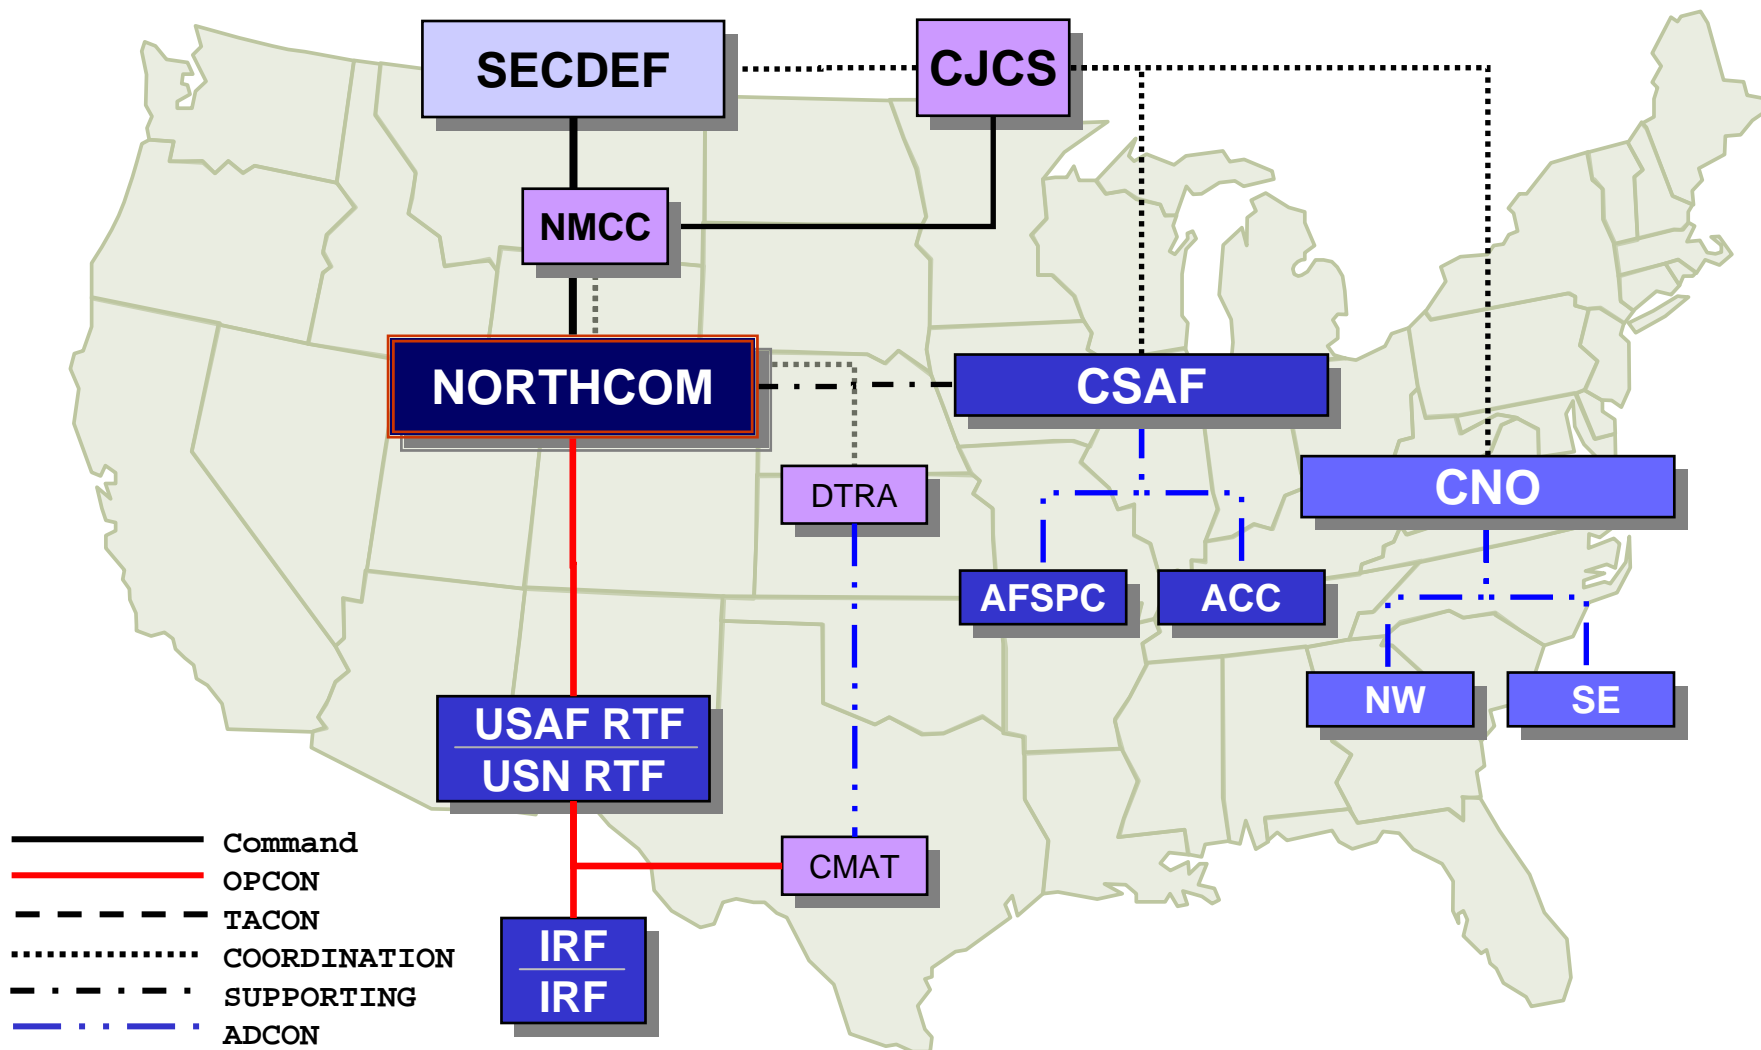 SECDEF
CJCS
NMCC
NORTHCOM
CSAF
DTRA
CNO
AFSPC
ACC
NW
SE
USAF RTF
USN RTF
CMAT
IRF
IRF
Command
OPCON
TACON
COORDINATION
SUPPORTING
ADCON